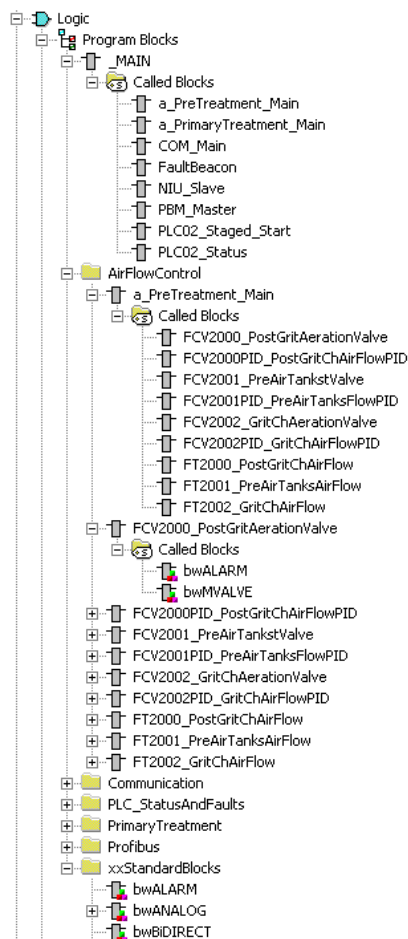 Logic
Program Blocks
_MAIN
Called Blocks
a_PreTreatment_Main
a_PrimaryTreatment_Main
COM_Main
FaultBeacon
NIU_Slave
PBM_Master
PLC02_Staged_Start
PLC02_Status
AirFlowControl
a_PreTreatment_Main
Called Blocks
FCV2000_PostGritAerationValve
FCV2000PID_PostGritChAirFlowPID
FCV2001_PreAirTankstValve
FCV2001PID_PreAirTanksFlowPID
FCV2002_GritChAerationValve
FCV2002PID_GritChAirFlowPID
FT2000_PostGritChAirFlow
FT2001_PreAirTanksAirFlow
FT2002_GritChAirFlow
FCV2000_PostGritAerationValve
Called Blocks
bwALARM
bwMVALVE
FCV2000PID_PostGritChAirFlowPID
FCV2001_PreAirTankstValve
FCV2001PID_PreAirTanksFlowPID
FCV2002_GritChAerationValve
FCV2002PID_GritChAirFlowPID
FT2000_PostGritChAirFlow
FT2001_PreAirTanksAirFlow
FT2002_GritChAirFlow
Communication
PLC_StatusAndFaults
PrimaryTreatment
Profibus
xxStandardBlocks
bwALARM
bwANALOG
bwBiDIRECT